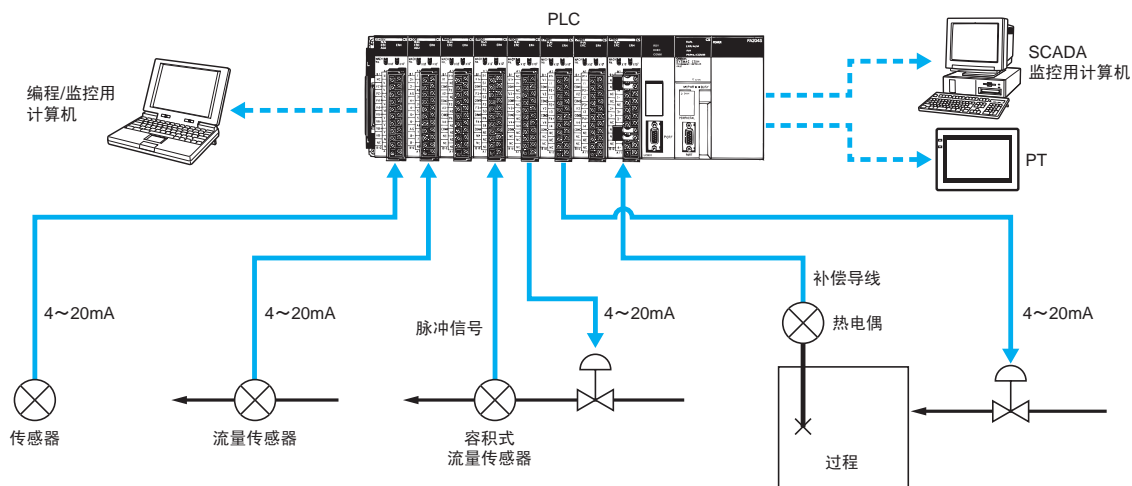 PLC
PA204S
编程/监控用
计算机
SCADA
监控用计算机
PT
4～20mA
4～20mA
脉冲信号
4～20mA
补偿导线
热电偶
4～20mA
传感器
流量传感器
容积式
流量传感器
过程